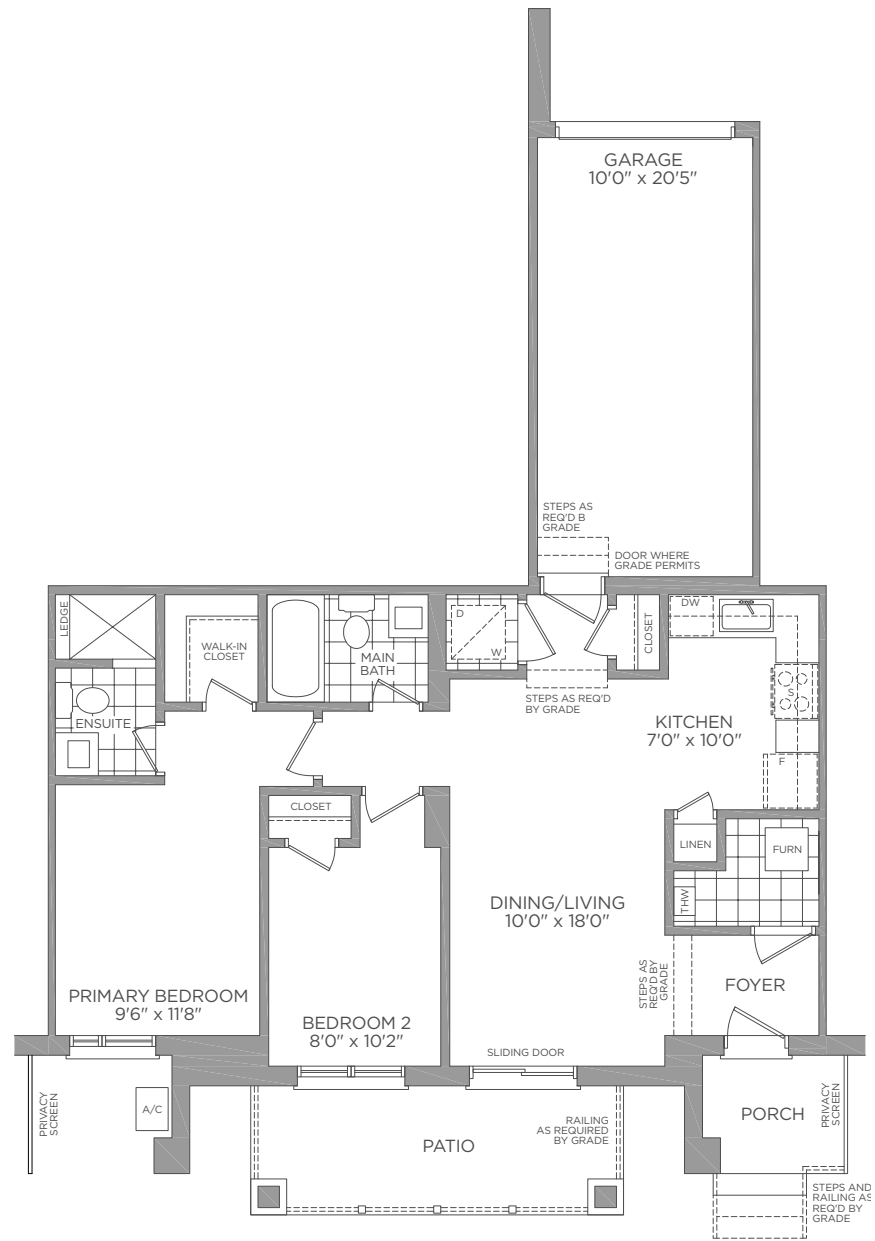 GARAGE
10'0" x 20'5"
STEPS AS
REQ'D B
GRADE
DOOR WHERE
GRADE PERMITS
LEDGE
WALK-IN
CLOSET
MAIN
BATH
D
W
CLOSET
DW
ENSUITE
STEPS AS REQ'D
BY GRADE
S
KITCHEN
7'0" x 10'0"
F
CLOSET
LINEN
FURN
THW
DINING/LIVING
10'0" x 18'0"
STEPS AS
REQ'D BY
GRADE
FOYER
PRIMARY BEDROOM
9'6" x 11'8"
BEDROOM 2
8'0" x 10'2"
SLIDING DOOR
PRIVACY
SCREEN
A/C
PATIO
RAILING
AS REQUIRED
BY GRADE
PORCH
PRIVACY
SCREEN
STEPS AND
RAILING AS
REQ'D BY
GRADE